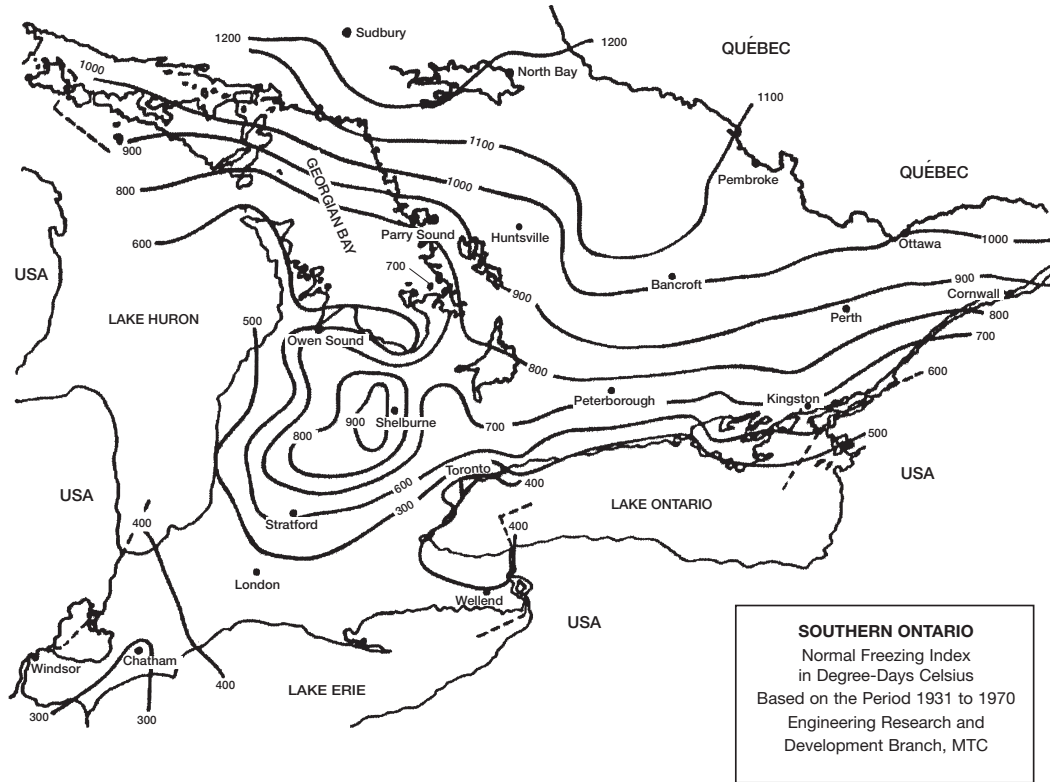 1200
Sudbury
1200
QUÉBEC
1000
North Bay
1100
900
1100
QUÉBEC
800
GEORGIAN BAY
1000
Pembroke
600
Parry Sound
Huntsville
Ottawa
1000
USA
700
900
Bancroft
900
Cornwall
LAKE HURON
500
Perth
800
Owen Sound
700
800
600
Peterborough
Kingston
900
Shelburne
700
800
500
USA
Toronto
USA
600
400
LAKE ONTARIO
300
Stratford
400
400
London
Wellend
USA
Windsor
Chatham
400
LAKE ERIE
300
300
SOUTHERN ONTARIO
Normal Freezing Index
in Degree-Days Celsius
Based on the Period 1931 to 1970
Engineering Research and
Development Branch, MTC